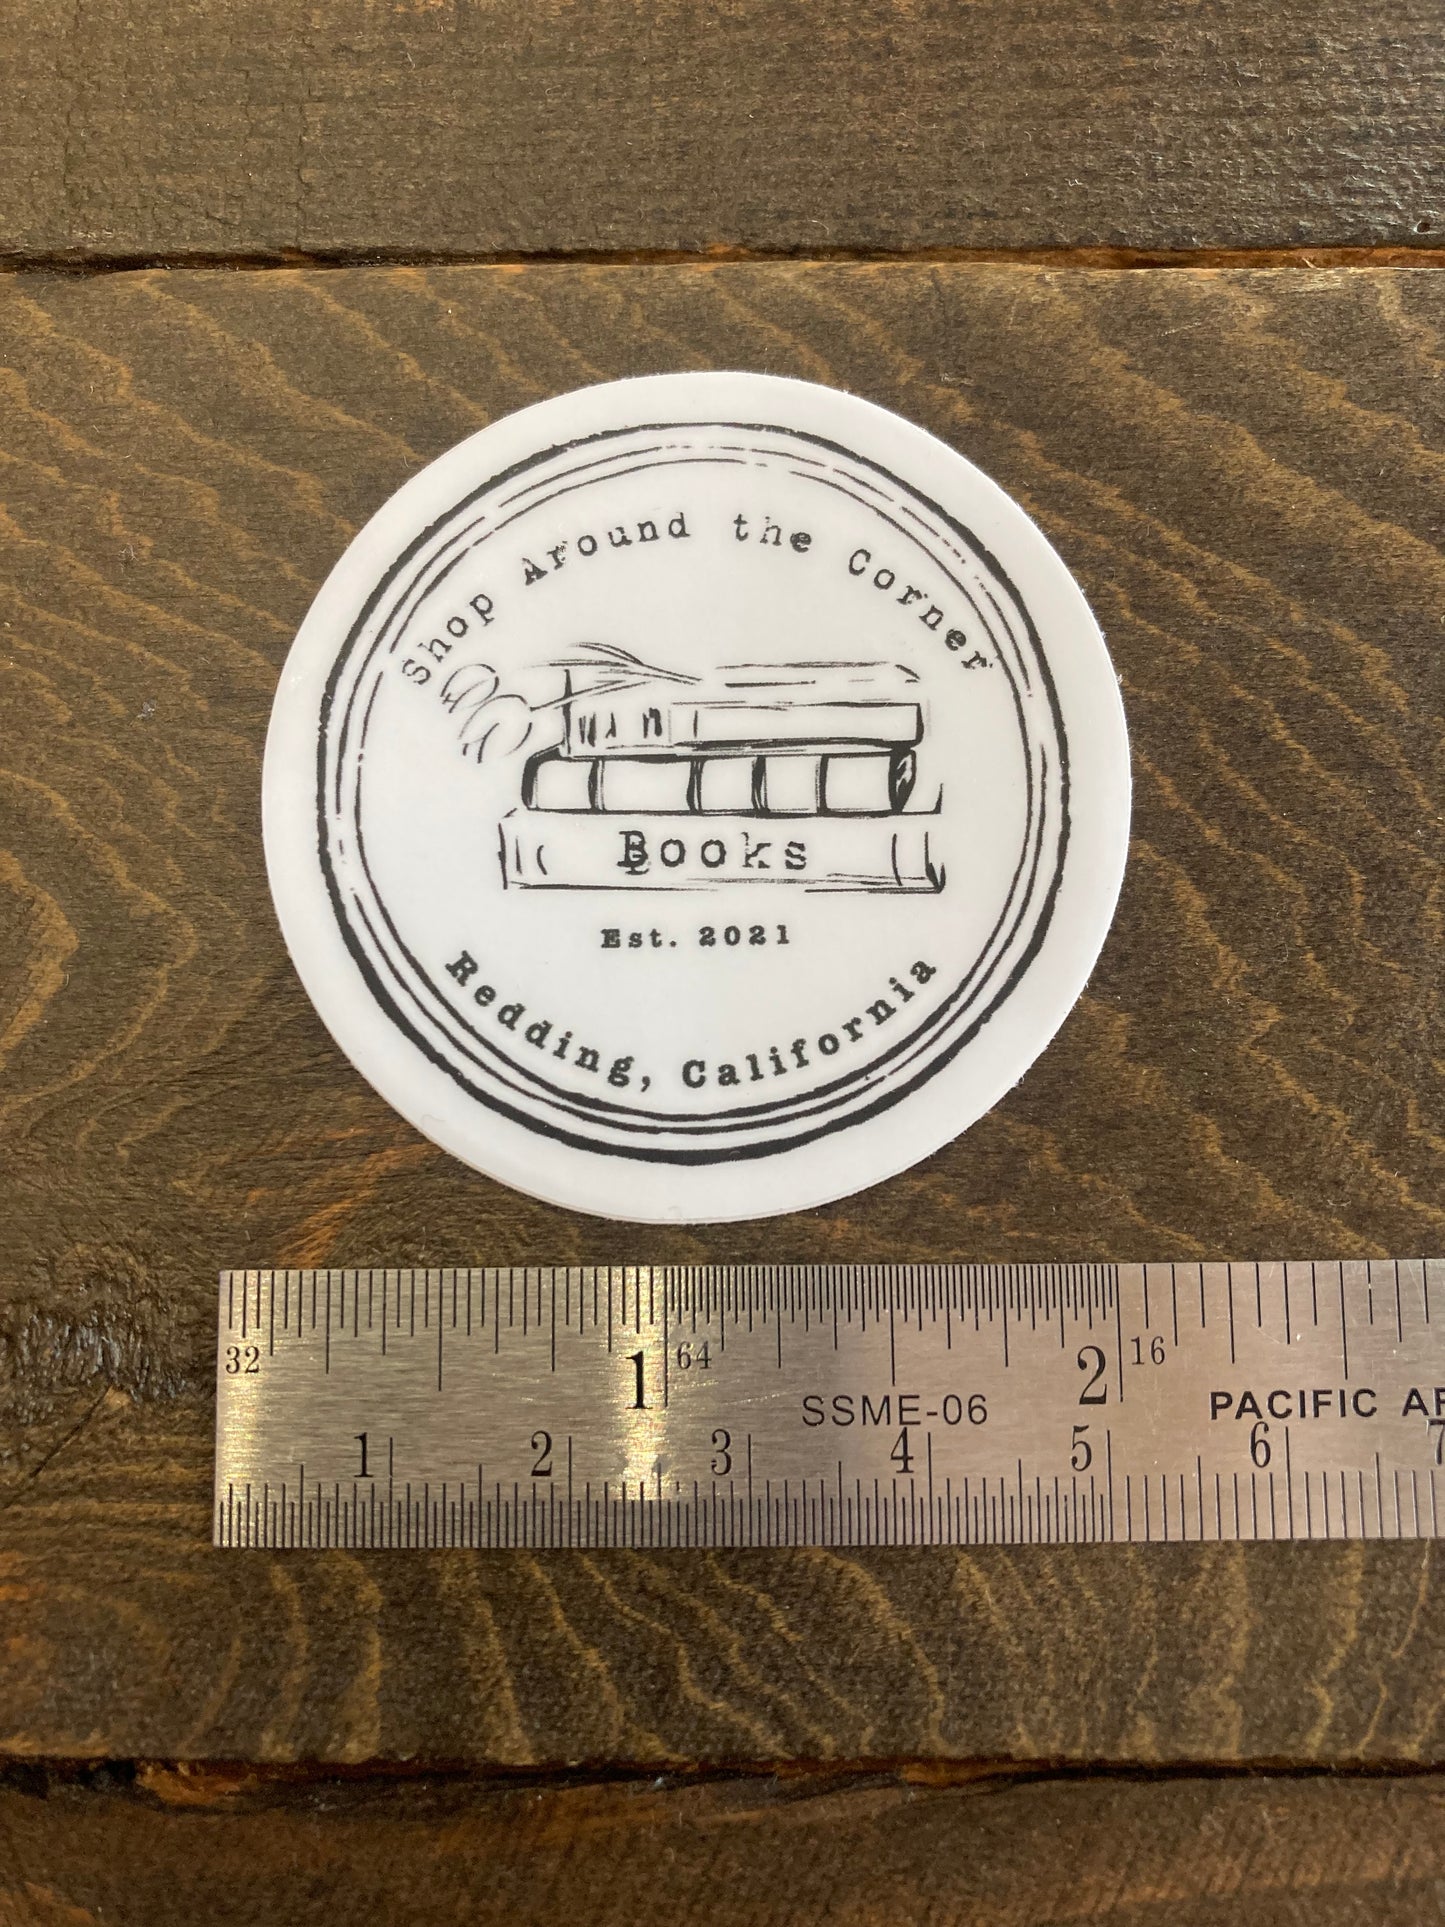 Shop Around the Corner
Books
Est. 2021
Redding, California
32 1 64 2 16
SSME-06 PACIFIC
1 2 3 4 5 6 7